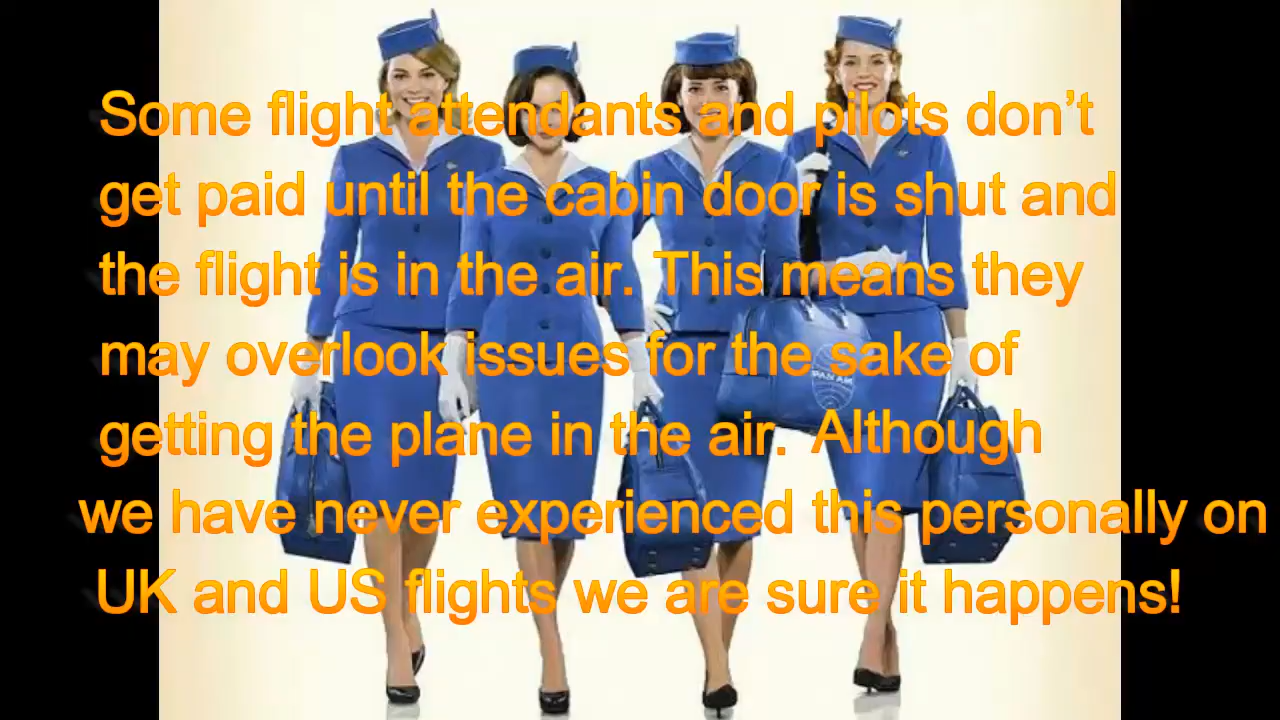 Some flight attendants and pilots don’t
get paid until the cabin door is shut and
the flight is in the air. This means they
may overlook issues for the sake of
getting the plane in the air. Although
we have never experienced this personally on
UK and US flights we are sure it happens!
PAN AM